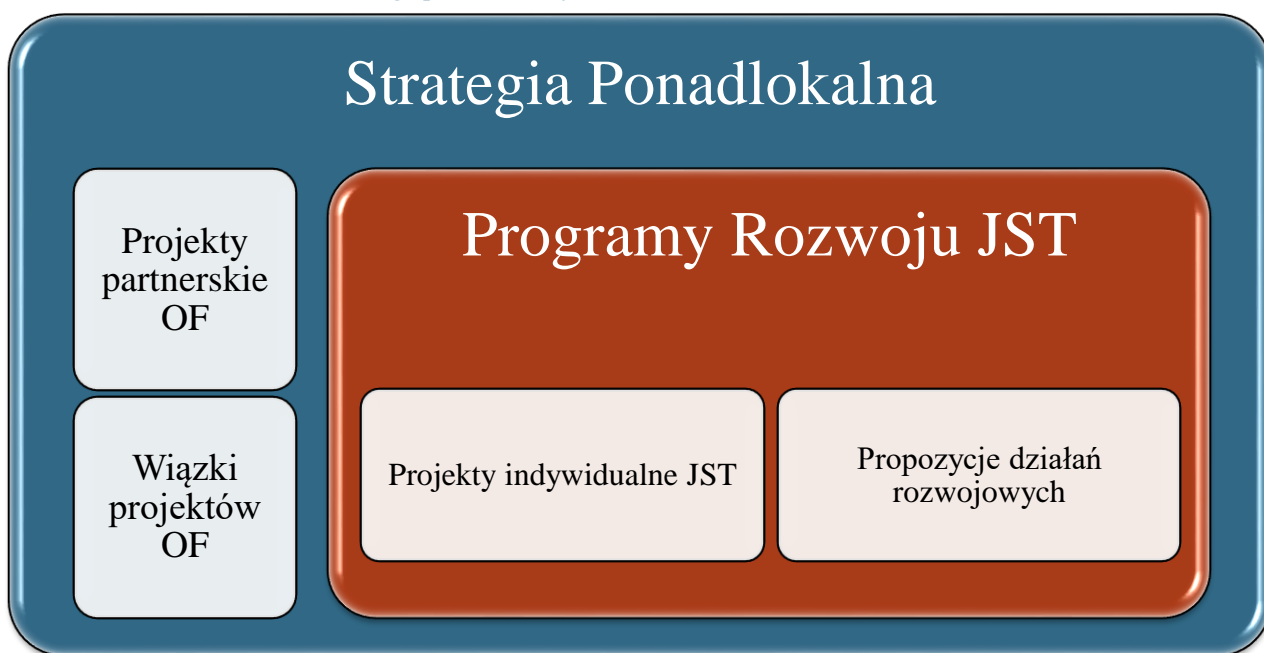 Strategia Ponadlokalna
Projekty
partnerskie
OF
Wiązki
projektów
OF
Programy Rozwoju JST
Projekty indywidualne JST
Propozycje działań
rozwojowych